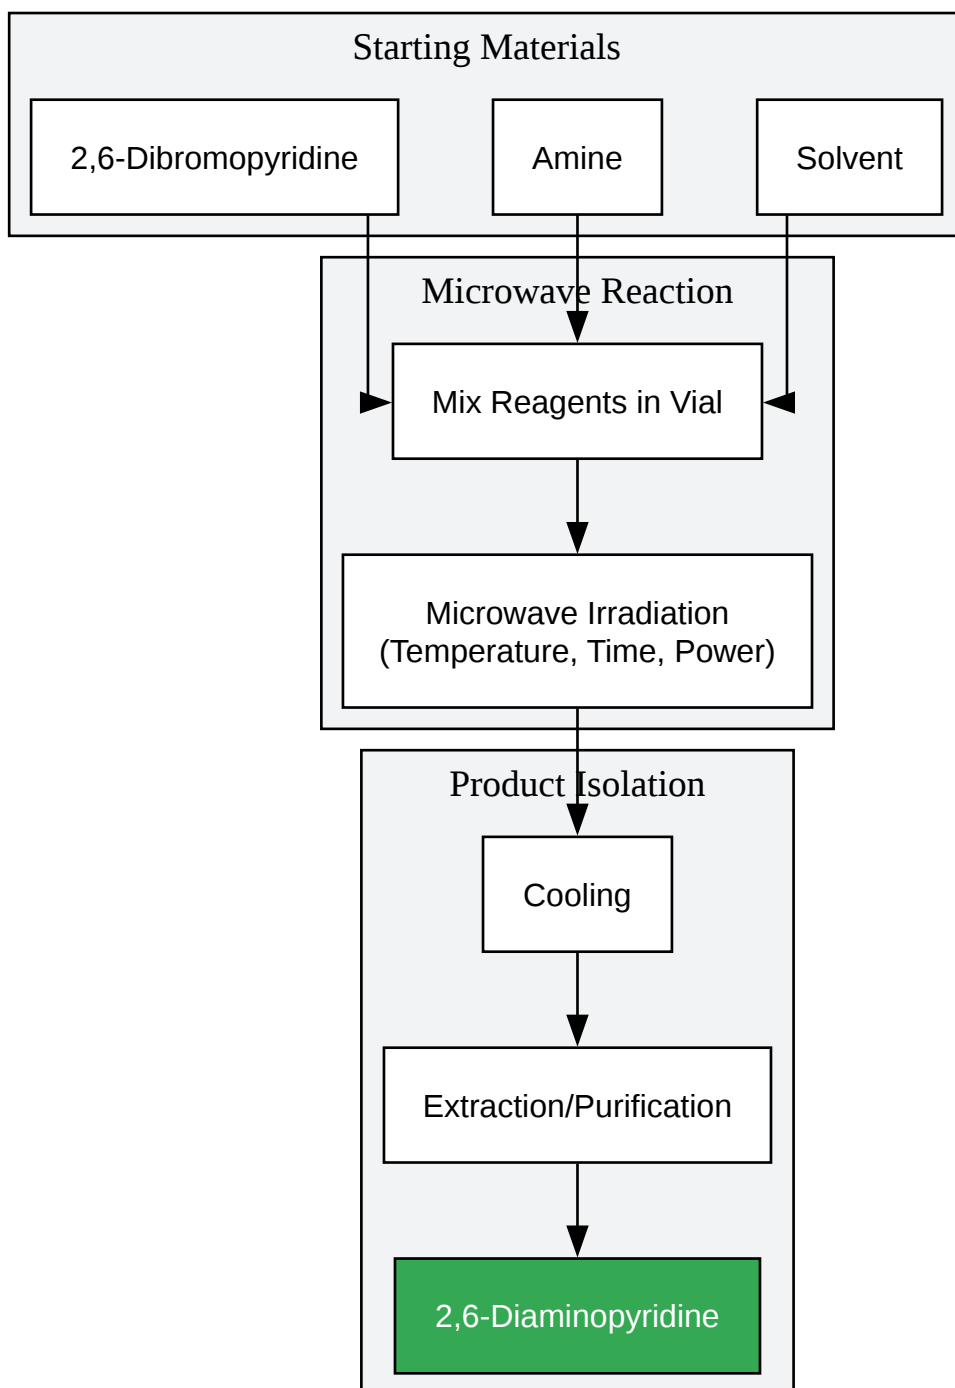 Starting Materials
2,6-Dibromopyridine
Amine
Solvent
Microwave Reaction
Mix Reagents in Vial
Microwave Irradiation
(Temperature, Time, Power)
Product Isolation
Cooling
Extraction/Purification
2,6-Diaminopyridine